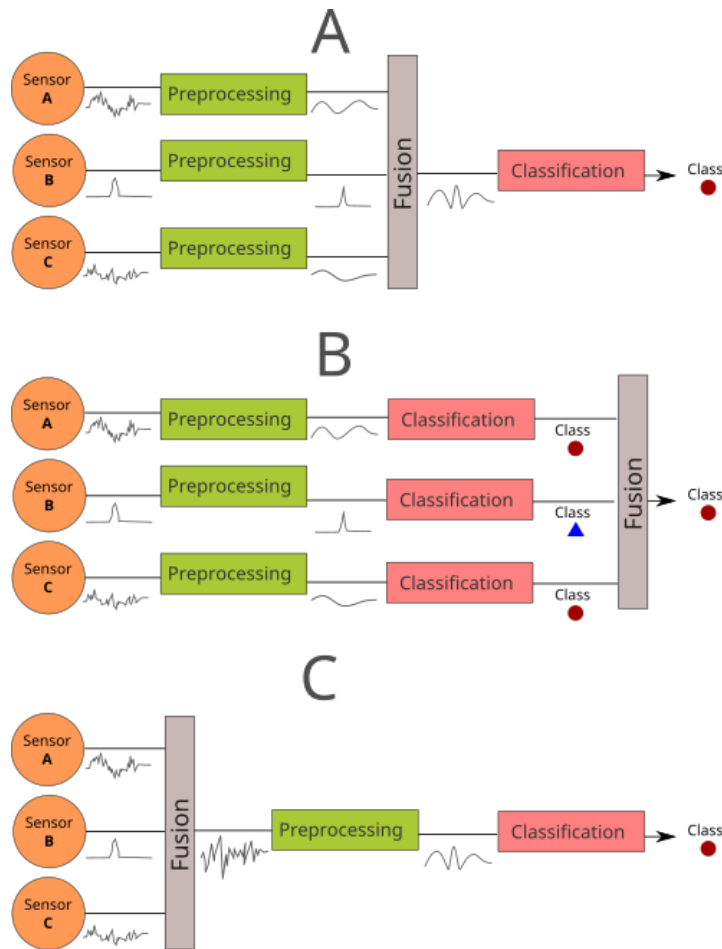 A
Sensor
A
Preprocessing
Sensor
B
Preprocessing
Sensor
C
Preprocessing
Fusion
Classification
Class
B
Sensor
A
Preprocessing
Classification
Class
Sensor
B
Preprocessing
Classification
Class
Sensor
C
Preprocessing
Classification
Class
Fusion
Class
C
Sensor
A
Sensor
B
Sensor
C
Fusion
Preprocessing
Classification
Class